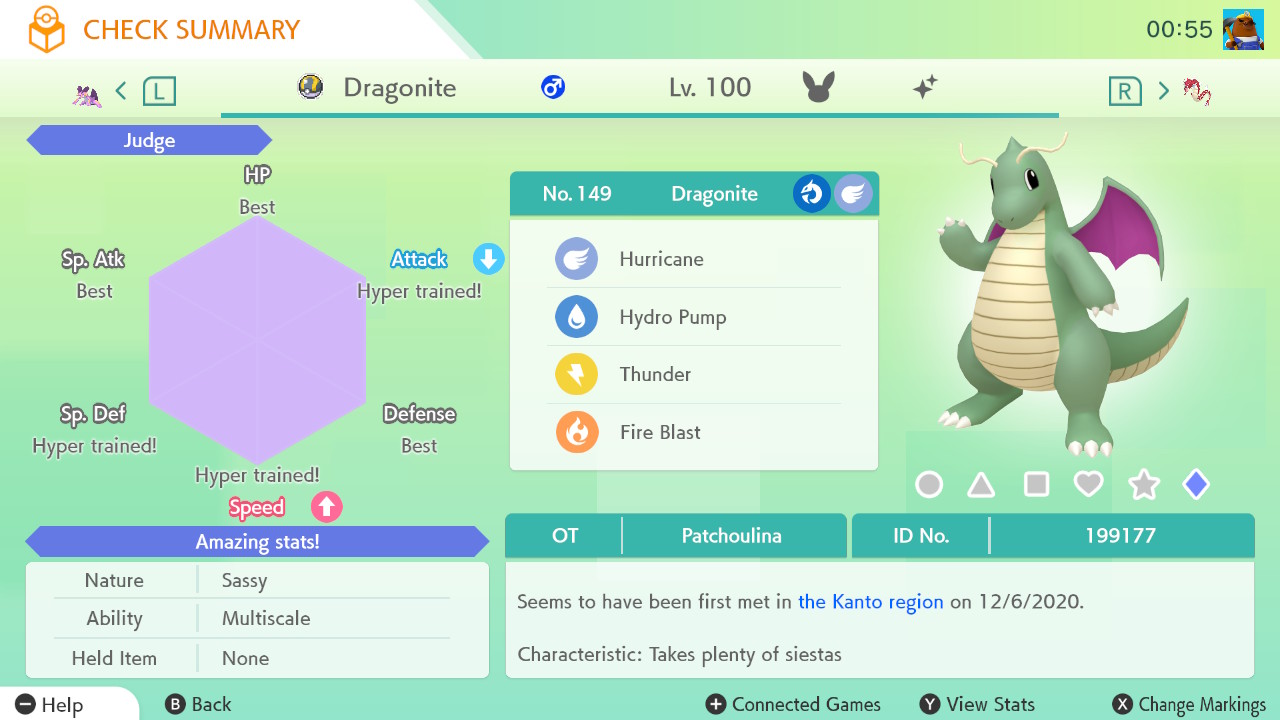 CHECK SUMMARY
00:55
L
Dragonite
Lv. 100
R
Judge
HP
Best
Sp. Atk
Best
Attack
Hyper trained!
Sp. Def
Hyper trained!
Defense
Best
Hyper trained!
Speed
Amazing stats!
Nature Sassy
Ability Multiscale
Held Item None
No. 149 Dragonite
Hurricane
Hydro Pump
Thunder
Fire Blast
OT Patchoulina
ID No. 199177
Seems to have been first met in the Kanto region on 12/6/2020.
Characteristic: Takes plenty of siestas
Help
B Back
Connected Games
Y View Stats
X Change Markings